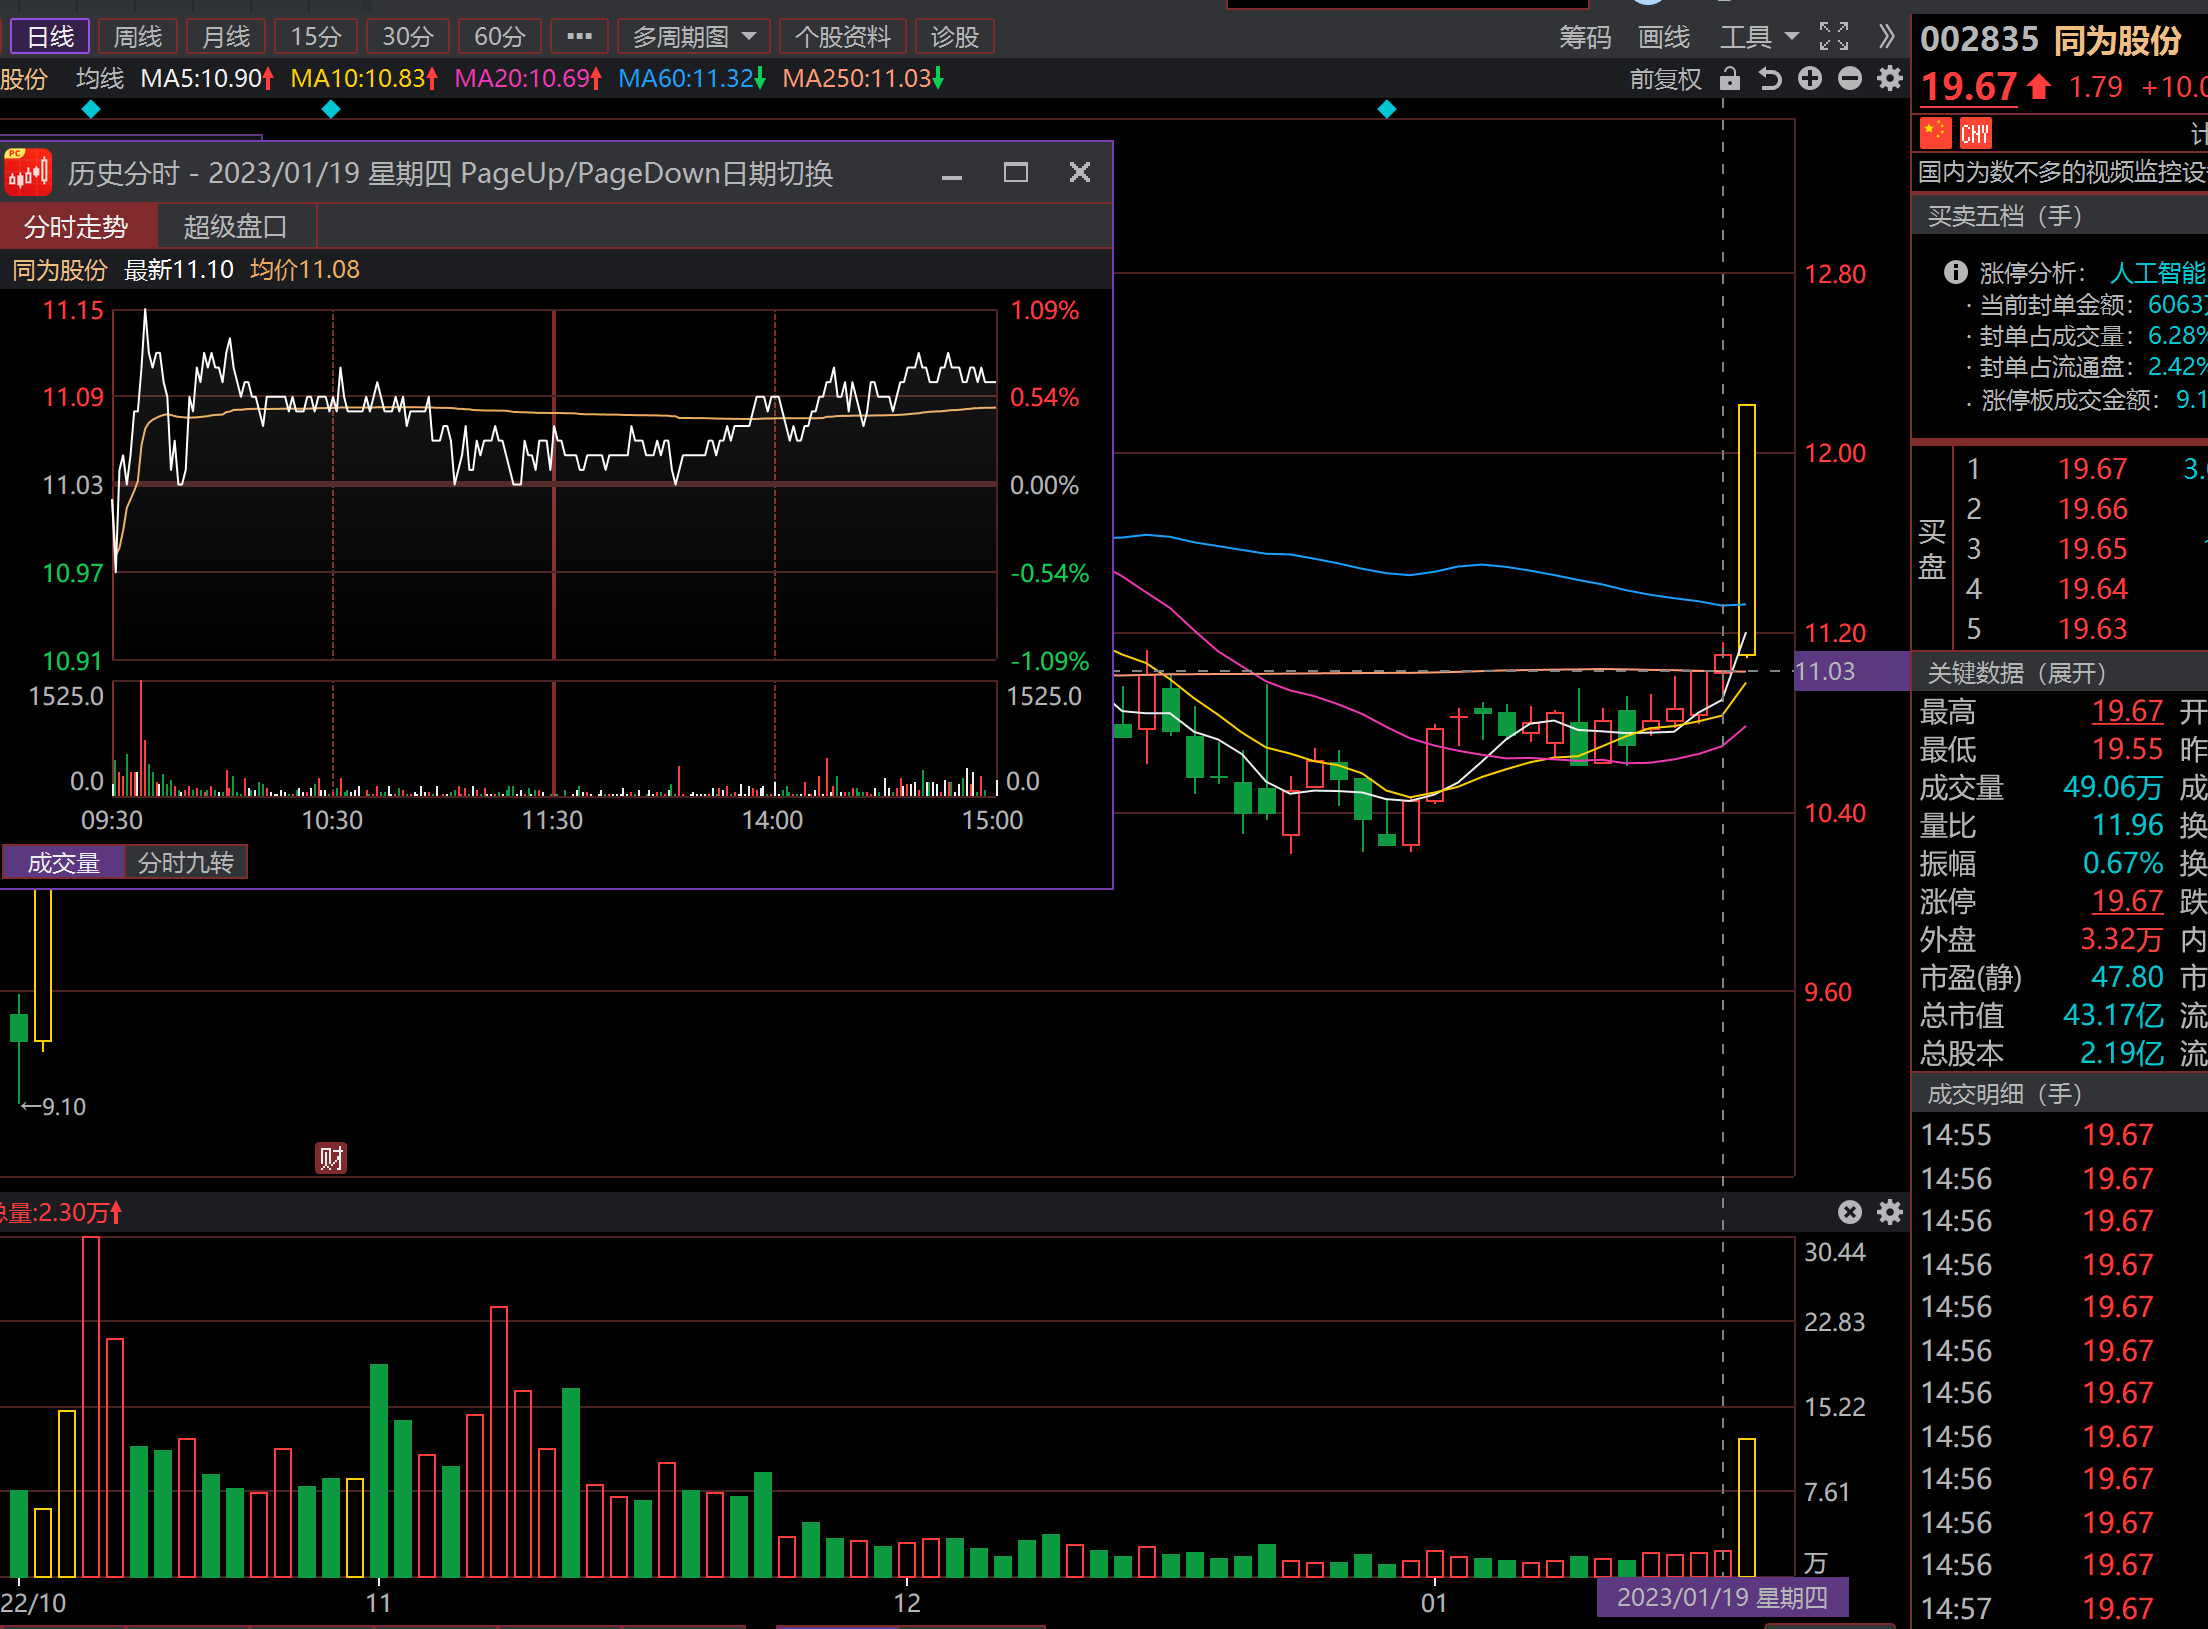 日线 周线 月线 15分 30分 60分 ··· 多周期图 个股资料 诊股 筹码 画线 工具
股份 均线 MA5:10.90 MA10:10.83 MA20:10.69 MA60:11.32 MA250:11.03 前复权
历史分时 - 2023/01/19 星期四 PageUp/PageDown日期切换
分时走势 超级盘口
同为股份 最新11.10 均价11.08
11.15 1.09%
11.09 0.54%
11.03 0.00%
10.97 -0.54%
10.91 -1.09%
1525.0 1525.0
0.0 0.0
09:30 10:30 11:30 14:00 15:00
成交量 分时九转
12.80
12.00
11.20
11.03
10.40
9.60
←9.10
财
总量:2.30万
30.44
22.83
15.22
7.61
万
22/10 11 12 01 2023/01/19 星期四
002835 同为股份
19.67 1.79 +10.0
CNY
国内为数不多的视频监控设
买卖五档（手）
涨停分析： 人工智能
· 当前封单金额：6063
· 封单占成交量：6.28%
· 封单占流通盘：2.42%
· 涨停板成交金额：9.1
买盘
1 19.67 3.
2 19.66
3 19.65
4 19.64
5 19.63
关键数据（展开）
最高 19.67 开
最低 19.55 昨
成交量 49.06万 成
量比 11.96 换
振幅 0.67% 换
涨停 19.67 跌
外盘 3.32万 内
市盈(静) 47.80 市
总市值 43.17亿 流
总股本 2.19亿 流
成交明细（手）
14:55 19.67
14:56 19.67
14:56 19.67
14:56 19.67
14:56 19.67
14:56 19.67
14:56 19.67
14:56 19.67
14:56 19.67
14:56 19.67
14:56 19.67
14:57 19.67